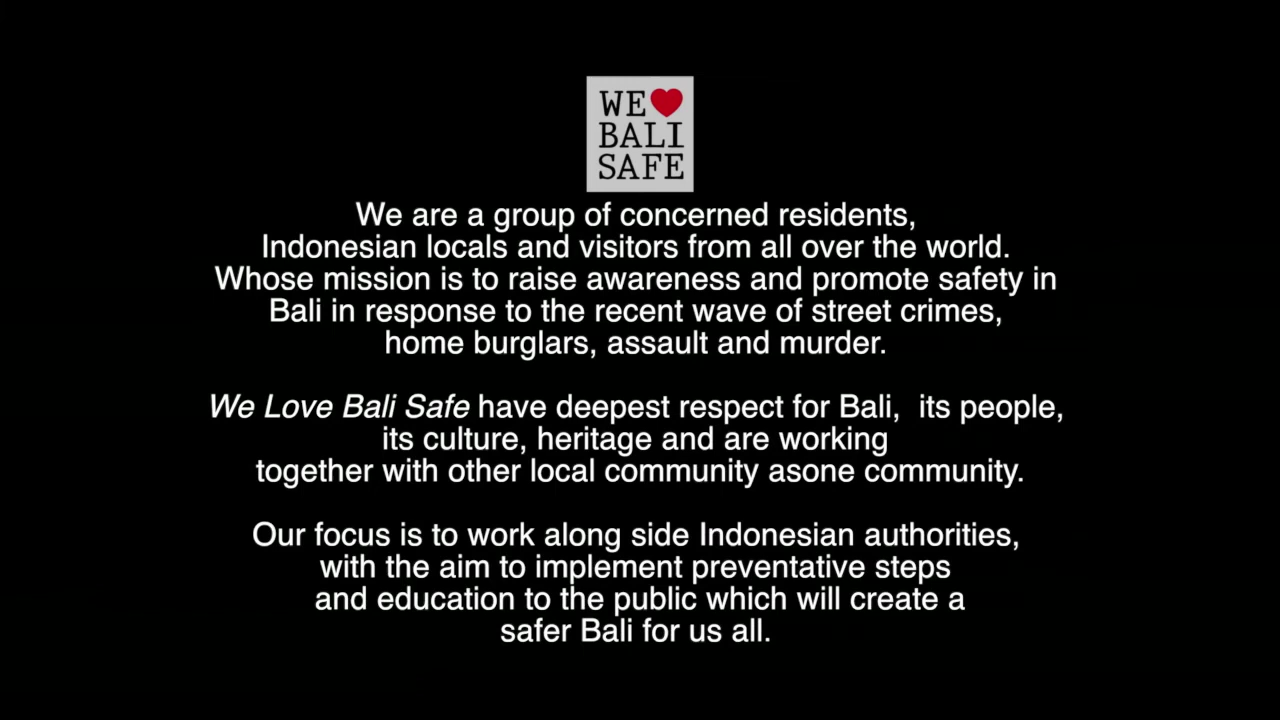 WE
BALI
SAFE
We are a group of concerned residents,
Indonesian locals and visitors from all over the world.
Whose mission is to raise awareness and promote safety in
Bali in response to the recent wave of street crimes,
home burglars, assault and murder.
We Love Bali Safe have deepest respect for Bali,  its people,
its culture, heritage and are working
together with other local community asone community.
Our focus is to work along side Indonesian authorities,
with the aim to implement preventative steps
and education to the public which will create a
safer Bali for us all.